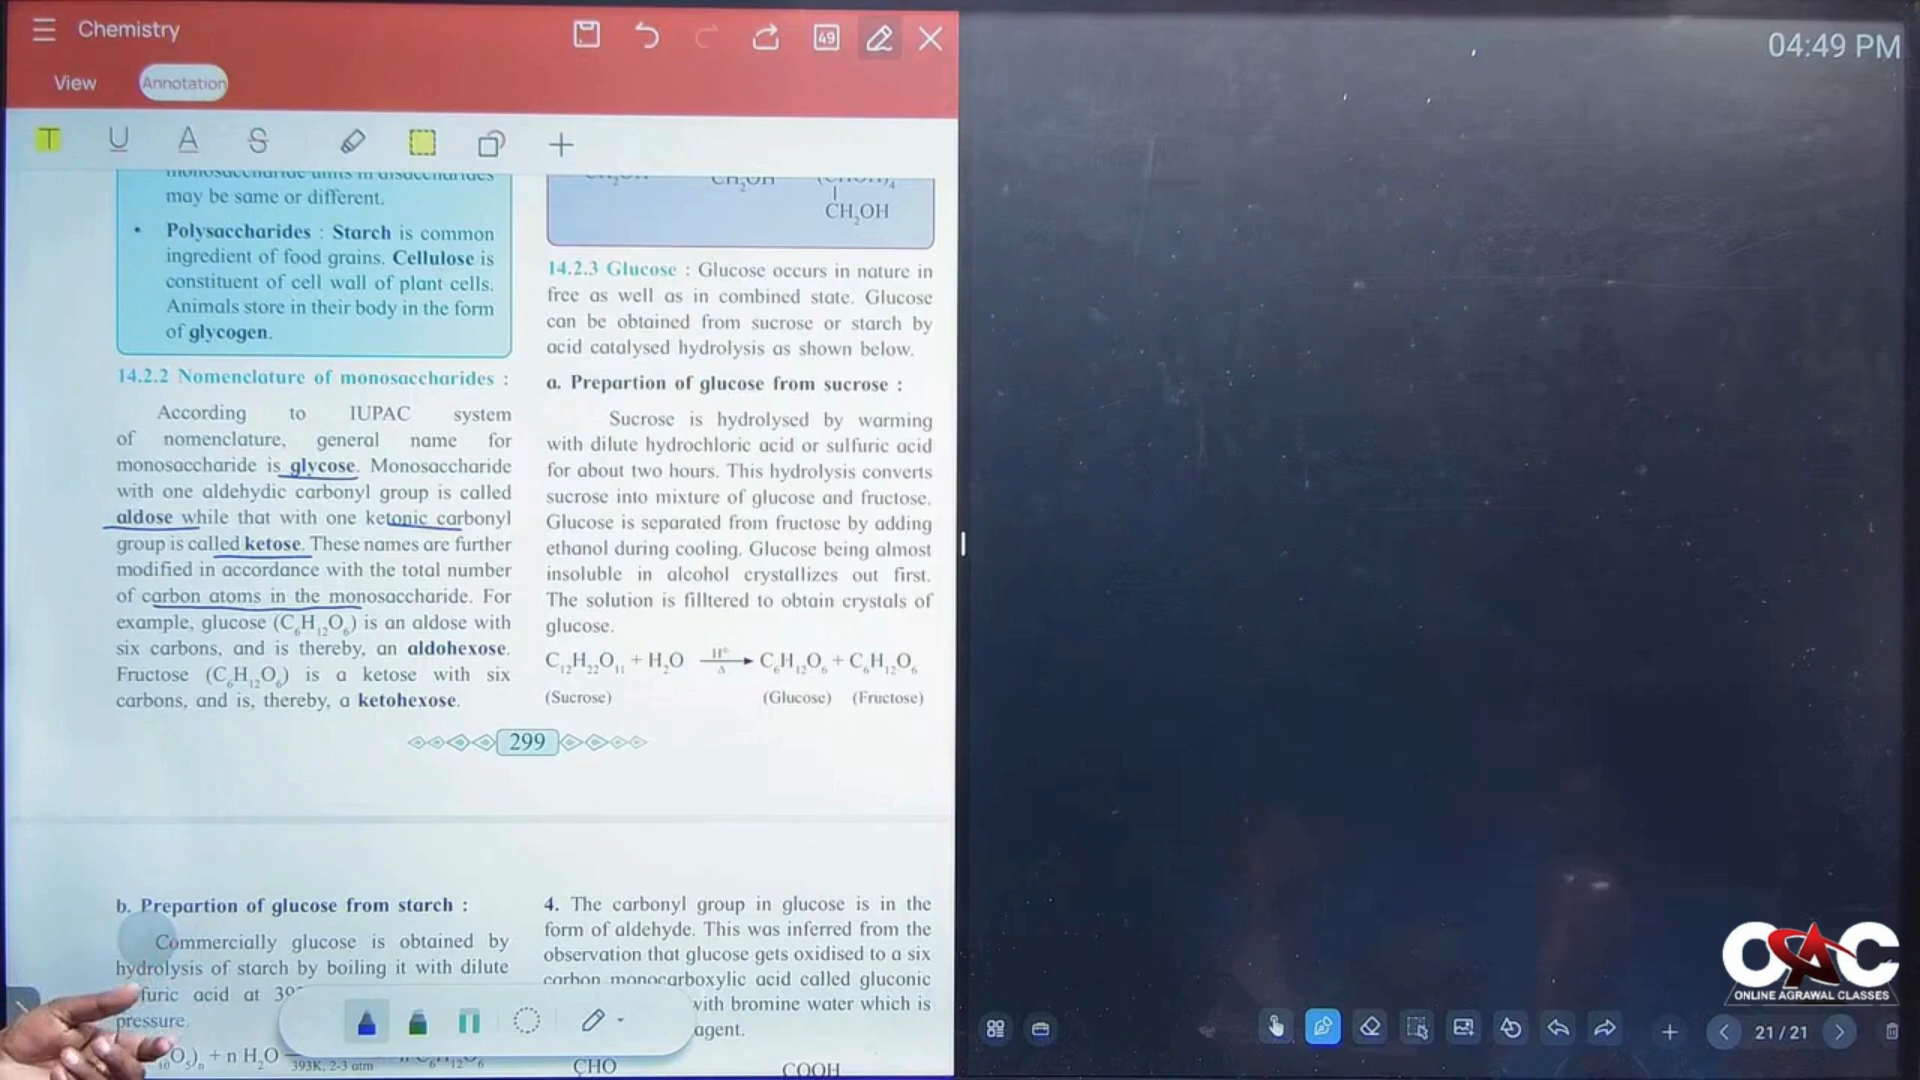 Chemistry
49
04:49 PM
View
Annotation
T U A S
may be same or different.
• Polysaccharides : Starch is common
ingredient of food grains. Cellulose is
constituent of cell wall of plant cells.
Animals store in their body in the form
of glycogen.
14.2.2 Nomenclature of monosaccharides :
According to IUPAC system
of nomenclature, general name for
monosaccharide is glycose. Monosaccharide
with one aldehydic carbonyl group is called
aldose while that with one ketonic carbonyl
group is called ketose. These names are further
modified in accordance with the total number
of carbon atoms in the monosaccharide. For
example, glucose (C₆H₁₂O₆) is an aldose with
six carbons, and is thereby, an aldohexose.
Fructose (C₆H₁₂O₆) is a ketose with six
carbons, and is, thereby, a ketohexose.
CH₂OH CH₂OH (CHOH)₄
CH₂OH
14.2.3 Glucose : Glucose occurs in nature in
free as well as in combined state. Glucose
can be obtained from sucrose or starch by
acid catalysed hydrolysis as shown below.
a. Prepartion of glucose from sucrose :
Sucrose is hydrolysed by warming
with dilute hydrochloric acid or sulfuric acid
for about two hours. This hydrolysis converts
sucrose into mixture of glucose and fructose.
Glucose is separated from fructose by adding
ethanol during cooling. Glucose being almost
insoluble in alcohol crystallizes out first.
The solution is filltered to obtain crystals of
glucose.
C₁₂H₂₂O₁₁ + H₂O —H⊕/Δ→ C₆H₁₂O₆ + C₆H₁₂O₆
(Sucrose) (Glucose) (Fructose)
299
b. Prepartion of glucose from starch :
Commercially glucose is obtained by
hydrolysis of starch by boiling it with dilute
furic acid at 39
pressure.
₁₀O₅)ₙ + n H₂O 393K, 2-3 atm n C₆H₁₂O₆
4. The carbonyl group in glucose is in the
form of aldehyde. This was inferred from the
observation that glucose gets oxidised to a six
carbon monocarboxylic acid called gluconic
with bromine water which is
agent.
CHO COOH
OAC
ONLINE AGRAWAL CLASSES
21/21